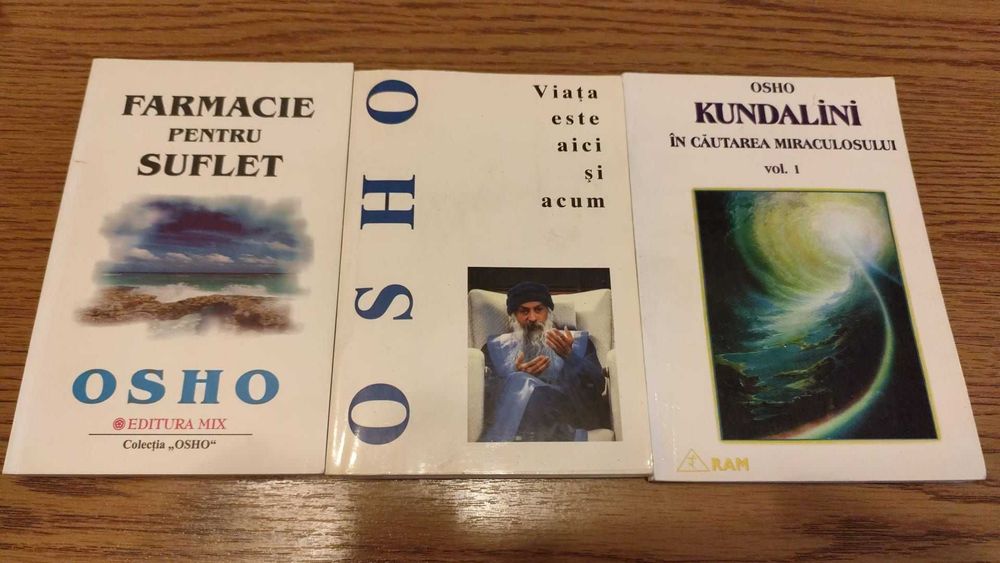 FARMACIE
PENTRU
SUFLET
OSHO
EDITURA MIX
Colecția „OSHO“
OSHO
Viața
este
aici
și
acum
OSHO
KUNDALINI
ÎN CĂUTAREA MIRACULOSULUI
vol. 1
RAM